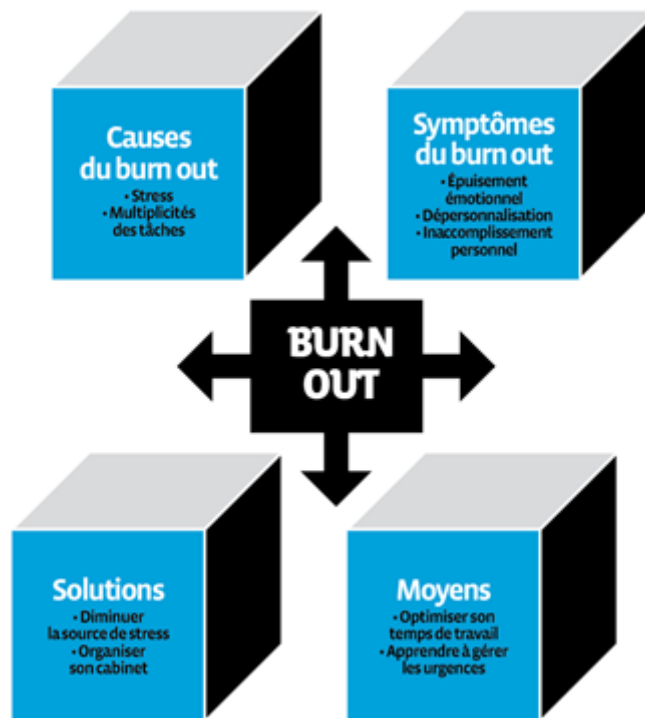 Causes
du burn out
• Stress
• Multiplicités
des tâches
Symptômes
du burn out
• Épuisement
émotionnel
• Dépersonnalisation
• Inaccomplissement
personnel
BURN
OUT
Solutions
• Diminuer
la source de stress
• Organiser
son cabinet
Moyens
• Optimiser son
temps de travail
• Apprendre à gérer
les urgences